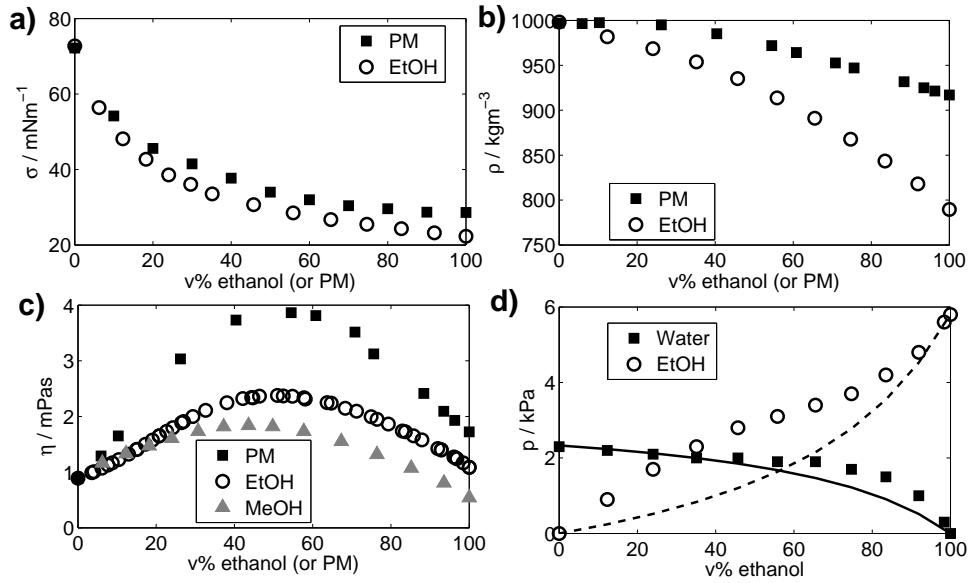 a)
80
60
40
20
σ / mNm⁻¹
PM
EtOH
0 20 40 60 80 100
v% ethanol (or PM)
b)
1000
950
900
850
800
750
ρ / kgm⁻³
PM
EtOH
0 20 40 60 80 100
v% ethanol (or PM)
c)
4
3
2
1
0
η / mPas
PM
EtOH
MeOH
0 20 40 60 80 100
v% ethanol (or PM)
d)
6
4
2
0
p / kPa
Water
EtOH
0 20 40 60 80 100
v% ethanol